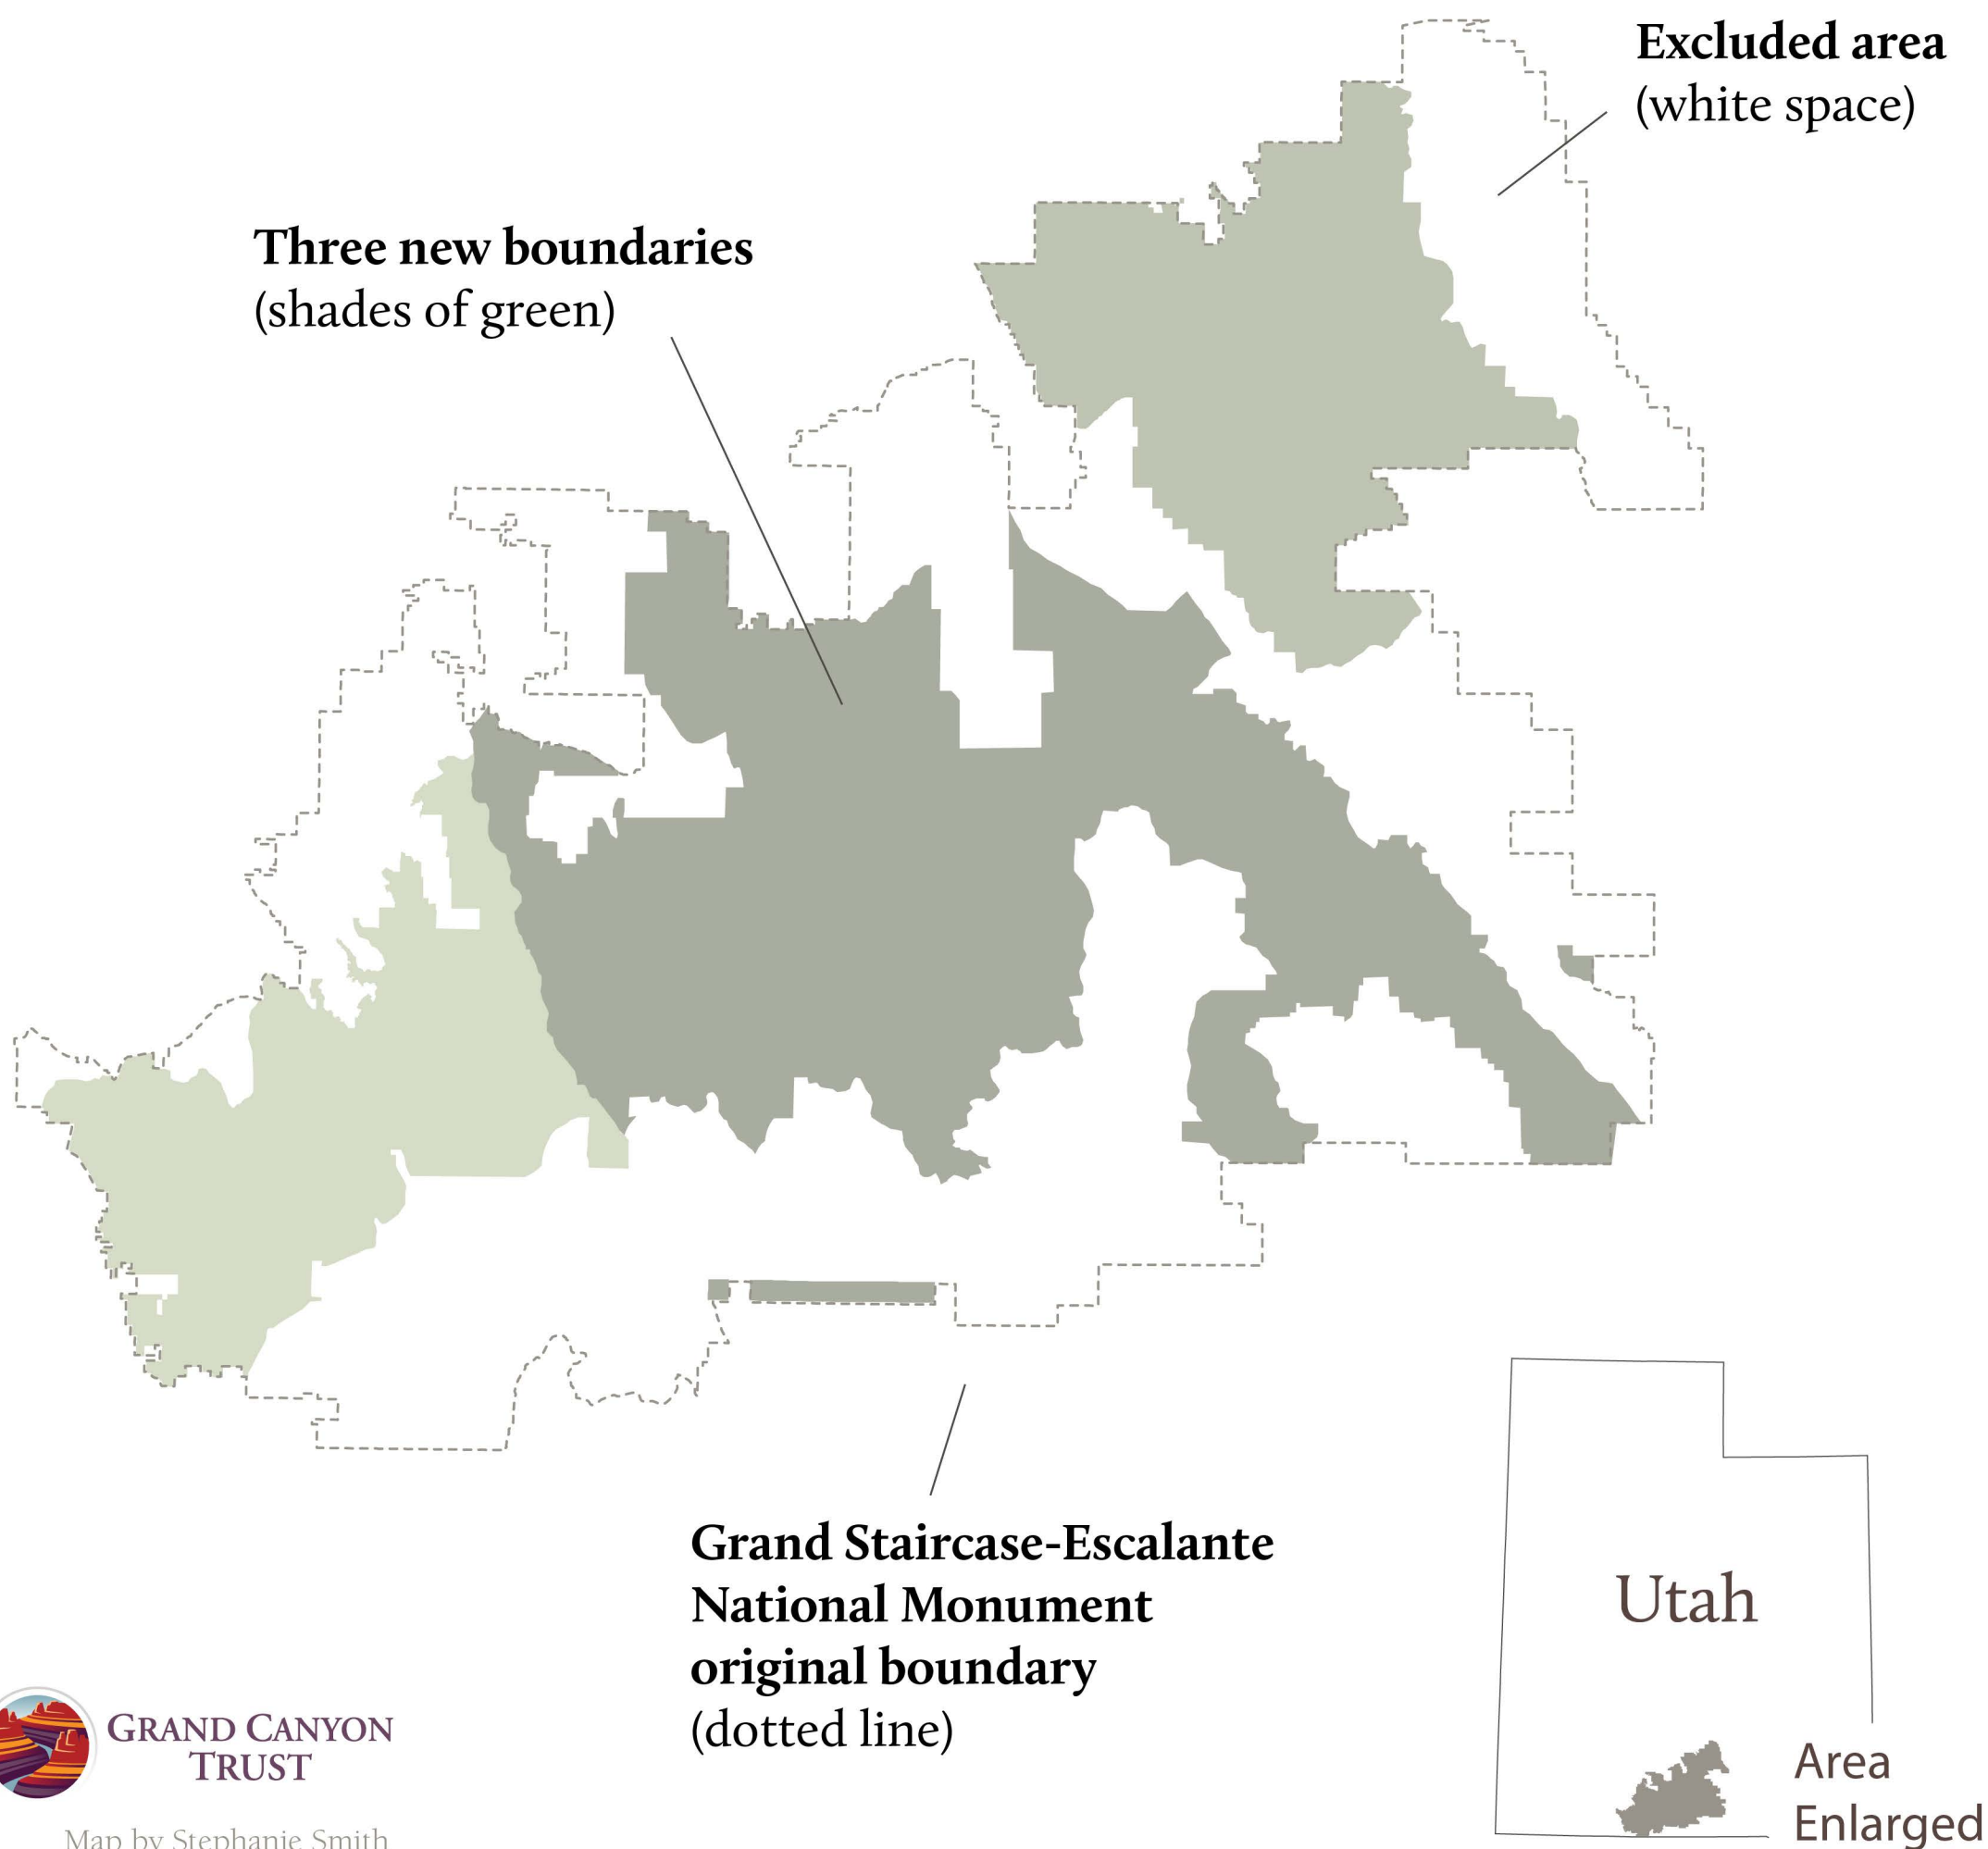 Excluded area
(white space)
Three new boundaries
(shades of green)
Grand Staircase-Escalante
National Monument
original boundary
(dotted line)
Utah
Area
Enlarged
GRAND CANYON
TRUST
Map by Stephanie Smith